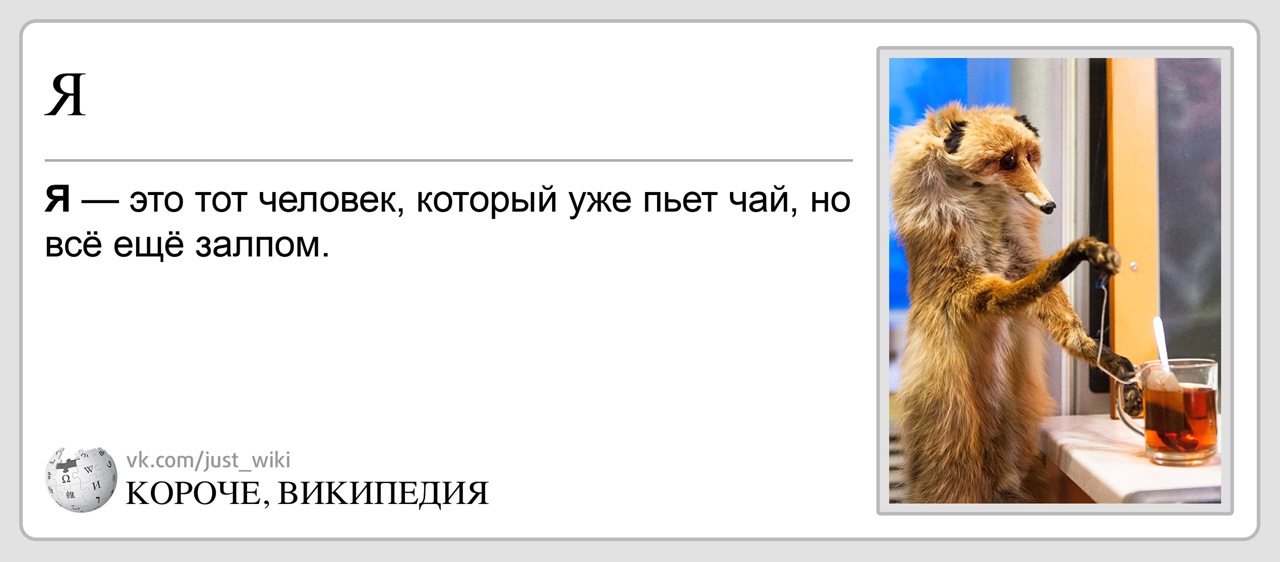 Я
Я — это тот человек, который уже пьет чай, но
всё ещё залпом.
vk.com/just_wiki
КОРОЧЕ, ВИКИПЕДИЯ